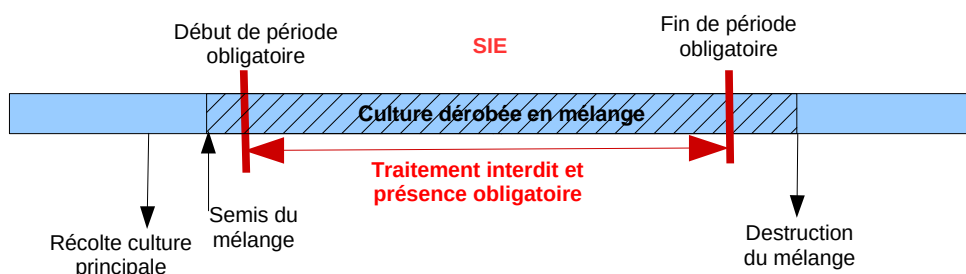 Début de période
obligatoire
SIE
Fin de période
obligatoire
Culture dérobée en mélange
Traitement interdit et
présence obligatoire
Récolte culture
principale
Semis du
mélange
Destruction
du mélange